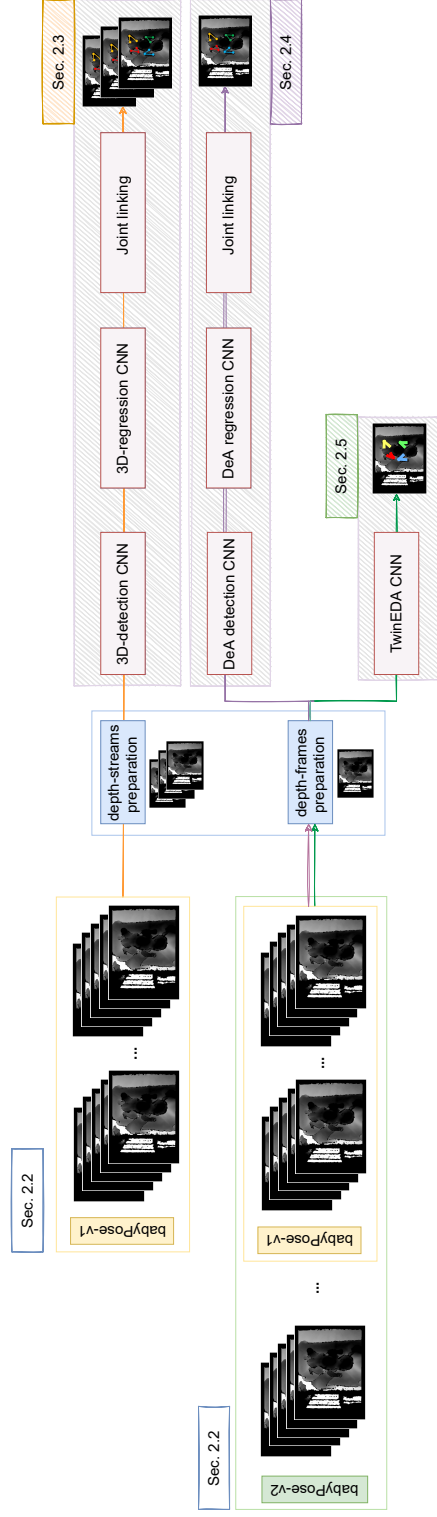 Sec. 2.2
babyPose-v1
...
depth-streams
preparation
3D-detection CNN
3D-regression CNN
Joint linking
Sec. 2.3
Sec. 2.2
babyPose-v2
...
babyPose-v1
...
depth-frames
preparation
DeA detection CNN
DeA regression CNN
Joint linking
Sec. 2.4
TwinEDA CNN
Sec. 2.5